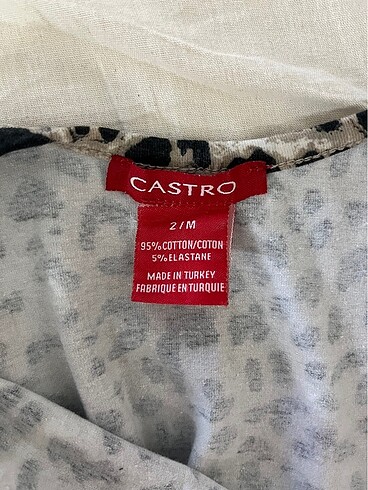 CASTRO
2/M
95%COTTON/COTON
5%ELASTANE
MADE IN TURKEY
FABRIQUE EN TURQUIE